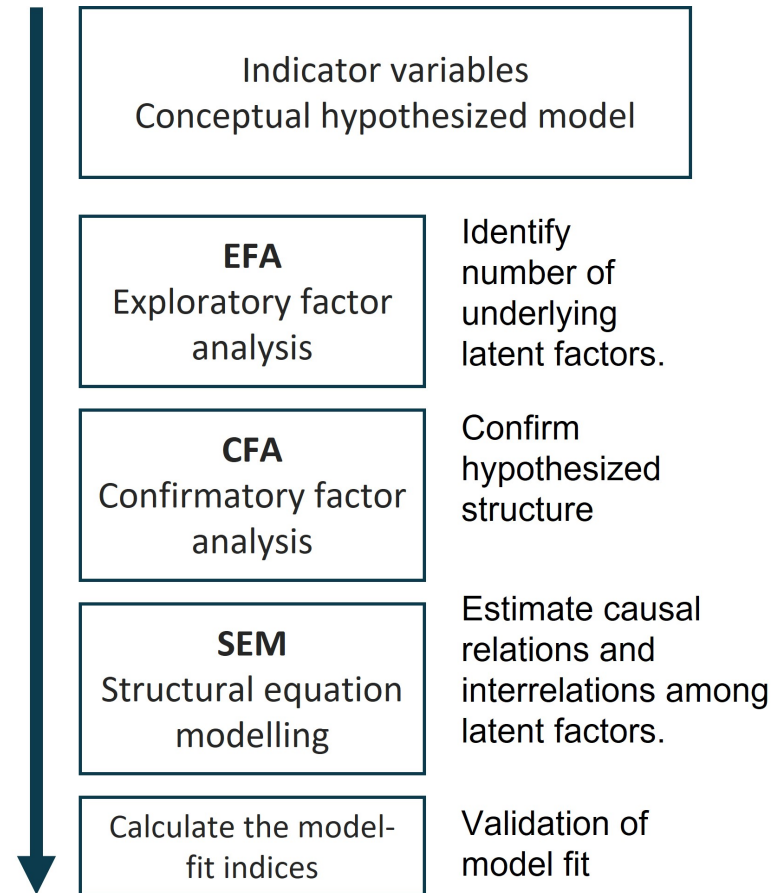 Indicator variables
Conceptual hypothesized model
EFA
Exploratory factor
analysis
Identify
number of
underlying
latent factors.
CFA
Confirmatory factor
analysis
Confirm
hypothesized
structure
SEM
Structural equation
modelling
Estimate causal
relations and
interrelations among
latent factors.
Calculate the model-
fit indices
Validation of
model fit